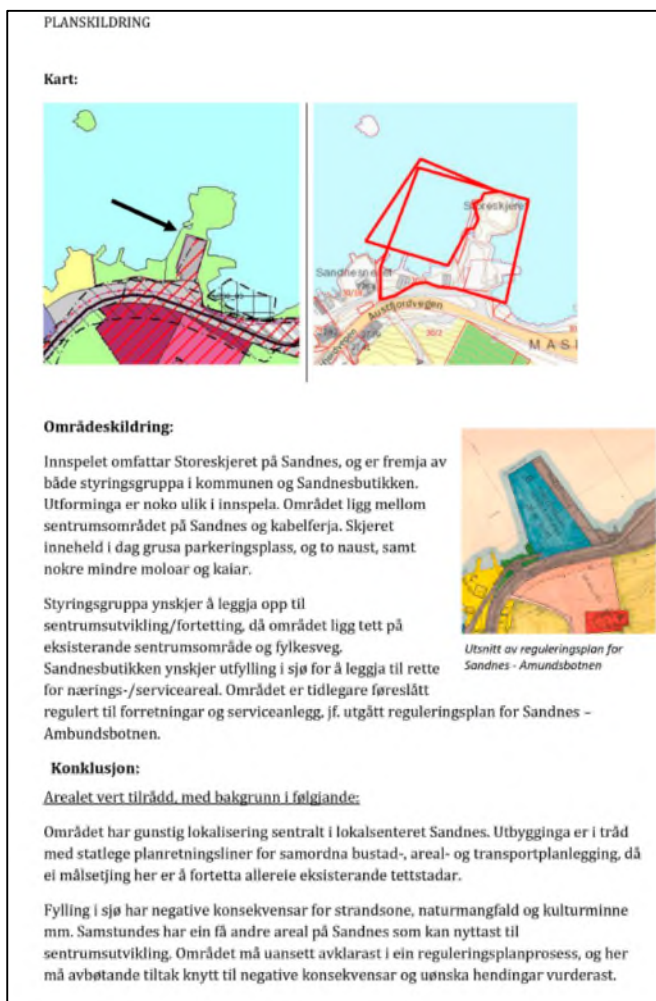 PLANSKILDRING
Kart:
Storeskjeret
Sandnesneset
Austfjordvegen
30/2
MAS
Områdeskildring:
Innspelet omfattar Storeskjeret på Sandnes, og er fremja av
både styringsgruppa i kommunen og Sandnesbutikken.
Utforminga er noko ulik i innspela. Området ligg mellom
sentrumsområdet på Sandnes og kabelferja. Skjeret
inneheld i dag grusa parkeringsplass, og to naust, samt
nokre mindre moloar og kaiar.
Styringsgruppa ynskjer å leggja opp til
sentrumsutvikling/fortetting, då området ligg tett på
eksisterande sentrumsområde og fylkesveg.
Sandnesbutikken ynskjer utfylling i sjø for å leggja til rette
for nærings-/serviceareal. Området er tidlegare føreslått
regulert til forretningar og serviceanlegg, jf. utgått reguleringsplan for Sandnes –
Ambundsbotnen.
Utsnitt av reguleringsplan for
Sandnes - Amundsbotnen
Konklusjon:
Arealet vert tilrådd, med bakgrunn i følgjande:
Området har gunstig lokalisering sentralt i lokalsenteret Sandnes. Utbygginga er i tråd
med statlege planretningsliner for samordna bustad-, areal- og transportplanlegging, då
ei målsetjing her er å fortetta allereie eksisterande tettstadar.
Fylling i sjø har negative konsekvensar for strandsone, naturmangfald og kulturminne
mm. Samstundes har ein få andre areal på Sandnes som kan nyttast til
sentrumsutvikling. Området må uansett avklarast i ein reguleringsplanprosess, og her
må avbøtande tiltak knytt til negative konsekvensar og uønska hendingar vurderast.